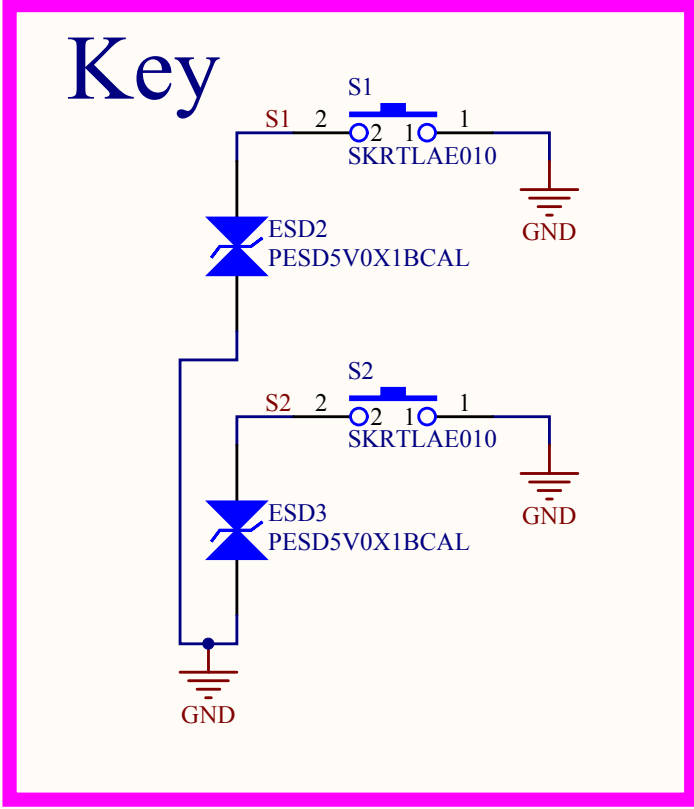 Key
S1
S1 2 1
2 1
SKRTLAE010
GND
ESD2
PESD5V0X1BCAL
S2
S2 2 1
2 1
SKRTLAE010
GND
ESD3
PESD5V0X1BCAL
GND